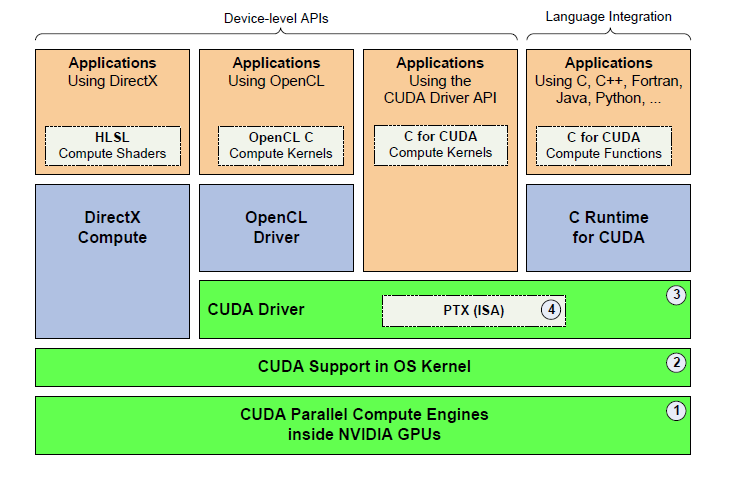 Device-level APIs
Language Integration
Applications
Using DirectX
HLSL
Compute Shaders
Applications
Using OpenCL
OpenCL C
Compute Kernels
Applications
Using the
CUDA Driver API
C for CUDA
Compute Kernels
Applications
Using C, C++, Fortran,
Java, Python, ...
C for CUDA
Compute Functions
DirectX
Compute
OpenCL
Driver
C Runtime
for CUDA
CUDA Driver
PTX (ISA)
4
3
CUDA Support in OS Kernel
2
CUDA Parallel Compute Engines
inside NVIDIA GPUs
1